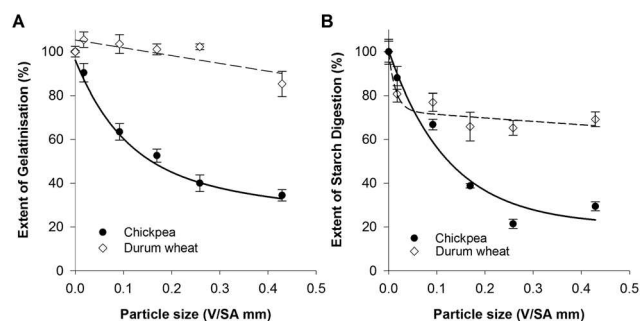 A
Extent of Gelatinisation (%)
100
80
60
40
20
0
Chickpea
Durum wheat
0.0 0.1 0.2 0.3 0.4 0.5
Particle size (V/SA mm)
B
Extent of Starch Digestion (%)
100
80
60
40
20
0
Chickpea
Durum wheat
0.0 0.1 0.2 0.3 0.4 0.5
Particle size (V/SA mm)